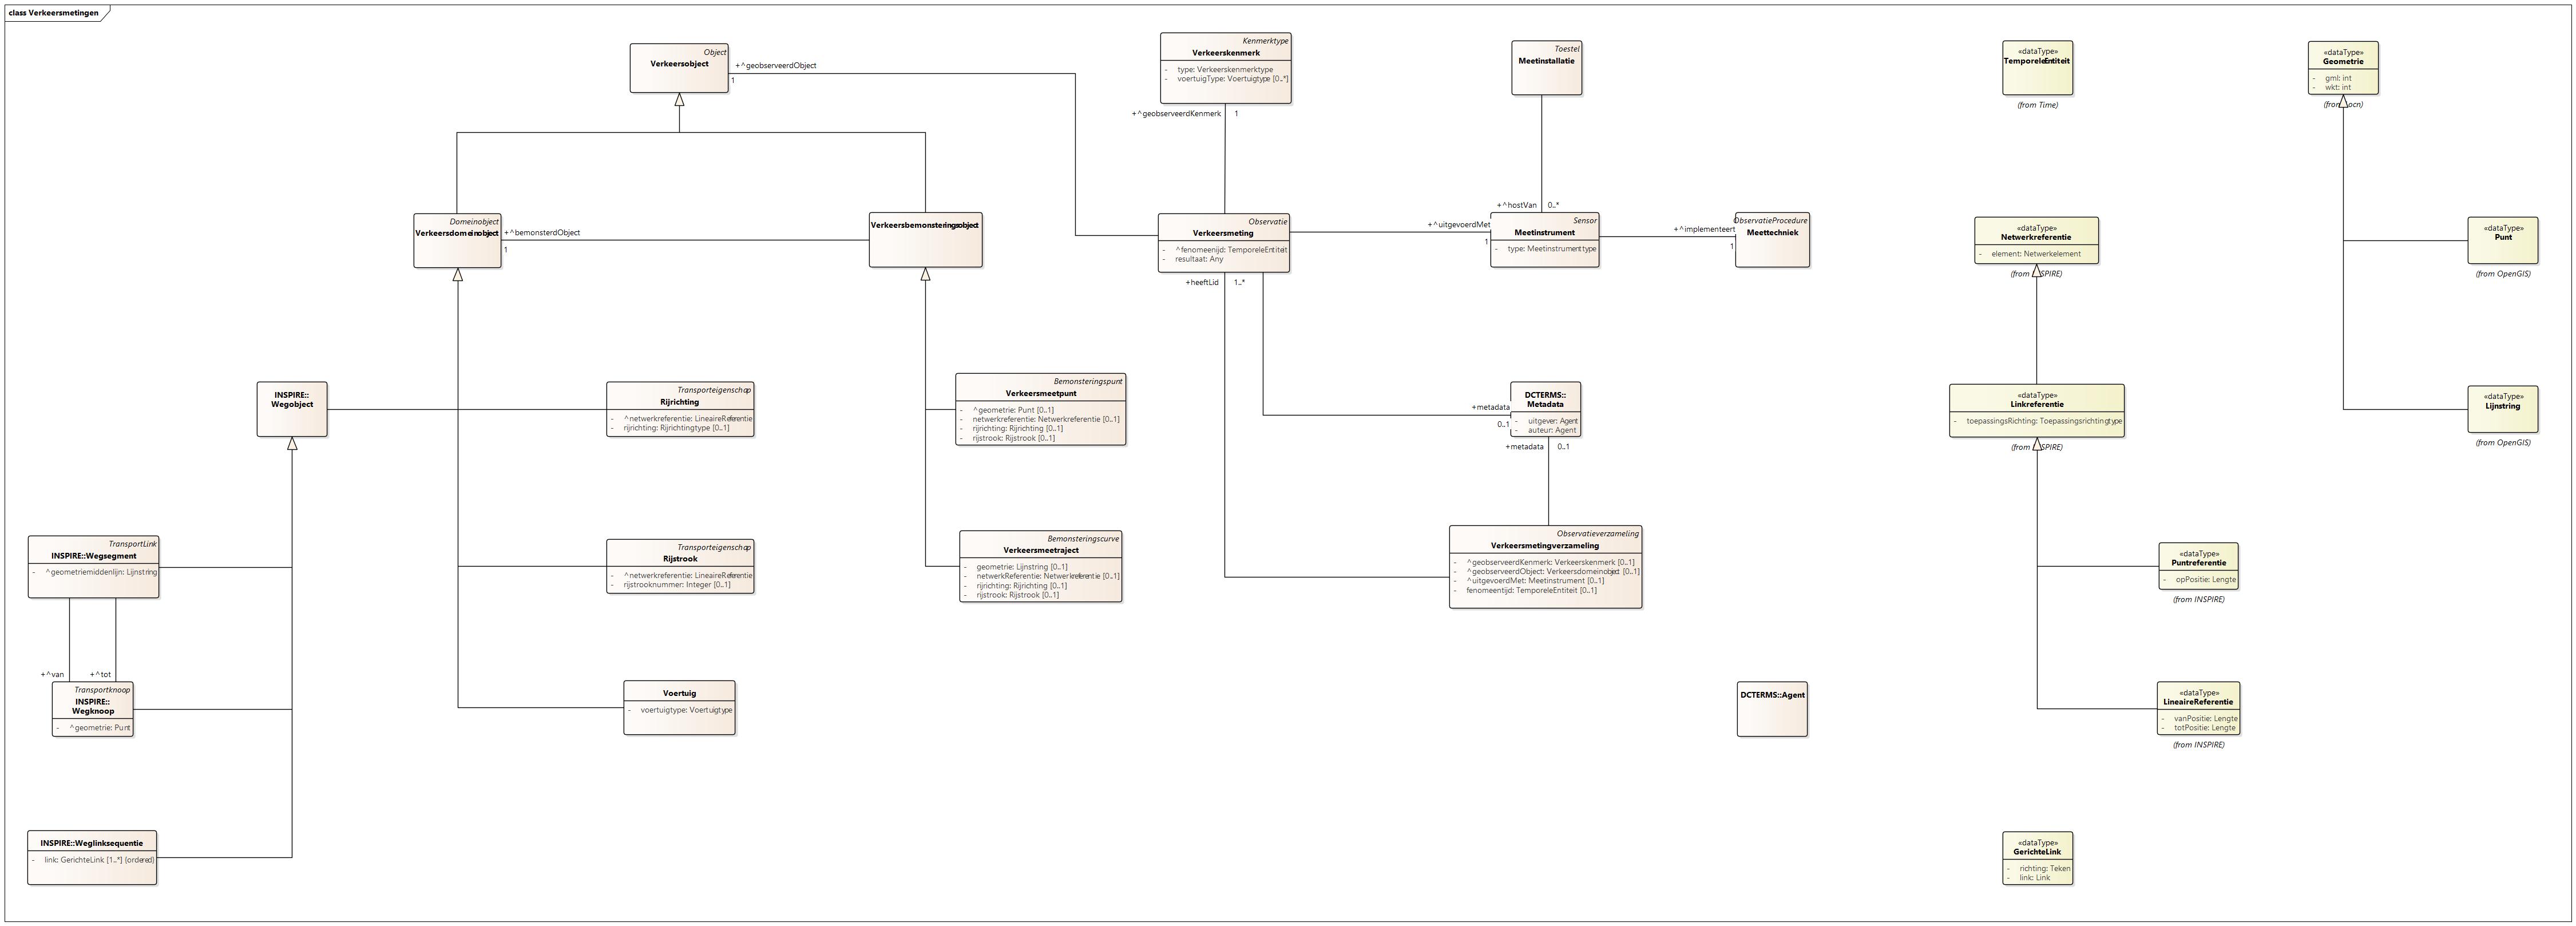 class Verkeersmetingen
Object
Verkeersobject
+^geobserveerdObject
1
Kenmerktype
Verkeerskenmerk
- type: Verkeerskenmerktype
- voertuigType: Voertuigtype [0..*]
+^geobserveerdKenmerk
1
Toestel
Meetinstallatie
+^hostVan
0..*
«dataType»
TemporeleEntiteit
(from Time)
«dataType»
Geometrie
- gml: int
- wkt: int
Domeinobject
Verkeersdomeinobject
+^bemonsterdObject
1
Verkeersbemonsteringsobject
Observatie
Verkeersmeting
- ^fenomeenijd: TemporeleEntiteit
- resultaat: Any
+heeftLid
1..*
+^uitgevoerdMet
1
Sensor
Meetinstrument
- type: Meetinstrumenttype
+^implementeert
1
ObservatieProcedure
Meettechniek
«dataType»
Netwerkreferentie
- element: Netwerkelement
«dataType»
Punt
(from OpenGIS)
INSPIRE::
Wegobject
Transporteigenschap
Rijrichting
- ^netwerkreferentie: LineaireReferentie
- rijrichting: Rijrichtingtype [0..1]
Bemonsteringspunt
Verkeersmeetpunt
- ^geometrie: Punt [0..1]
- netwerkreferentie: Netwerkreferentie [0..1]
- rijrichting: Rijrichting [0..1]
- rijstrook: Rijstrook [0..1]
+metadata
0..1
DCTERMS::
Metadata
- uitgever: Agent
- auteur: Agent
+metadata
0..1
«dataType»
Linkreferentie
- toepassingsRichting: Toepassingsrichtingtype
«dataType»
Lijnstring
(from OpenGIS)
TransportLink
INSPIRE::Wegsegment
- ^geometriemiddenlijn: Lijnstring
Transporteigenschap
Rijstrook
- ^netwerkreferentie: LineaireReferentie
- rijstrooknummer: Integer [0..1]
Bemonsteringscurve
Verkeersmeetraject
- geometrie: Lijnstring [0..1]
- netwerkReferentie: Netwerkreferentie [0..1]
- rijrichting: Rijrichting [0..1]
- rijstrook: Rijstrook [0..1]
Observatieverzameling
Verkeersmetingverzameling
- ^geobserveerdKenmerk: Verkeerskenmerk [0..1]
- ^geobserveerdObject: Verkeersdomeinobject [0..1]
- ^uitgevoerdMet: Meetinstrument [0..1]
- fenomeentijd: TemporeleEntiteit [0..1]
«dataType»
Puntreferentie
- opPositie: Lengte
(from INSPIRE)
+^van
+^tot
Transportknoop
INSPIRE::
Wegknoop
- ^geometrie: Punt
Voertuig
- voertuigtype: Voertuigtype
DCTERMS::Agent
«dataType»
LineaireReferentie
- vanPositie: Lengte
- totPositie: Lengte
(from INSPIRE)
INSPIRE::Weglinksequentie
- link: GerichteLink [1..*] {ordered}
«dataType»
GerichteLink
- richting: Teken
- link: Link